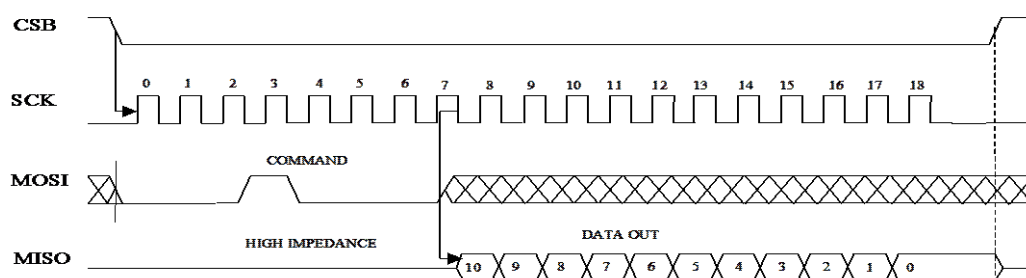 CSB
0 1 2 3 4 5 6 7 8 9 10 11 12 13 14 15 16 17 18
SCK
COMMAND
MOSI
HIGH IMPEDANCE DATA OUT
MISO 10 9 8 7 6 5 4 3 2 1 0